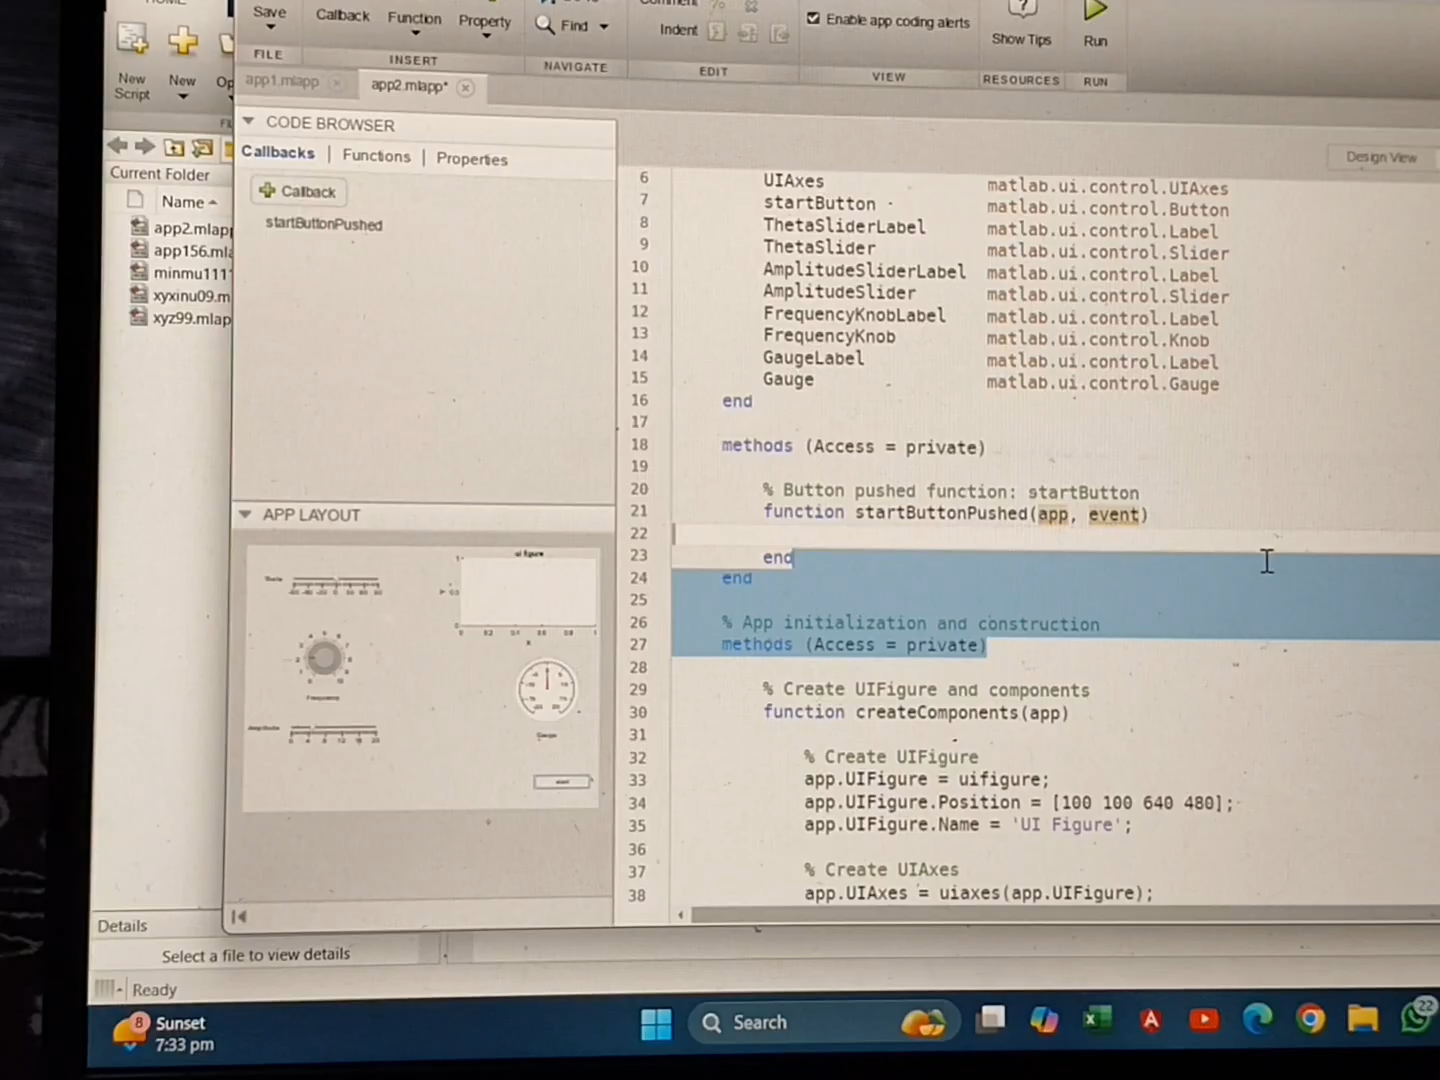 Save
Callback
Function
Property
Find
Indent
Enable app coding alerts
Show Tips
Run
FILE
INSERT
NAVIGATE
EDIT
VIEW
RESOURCES
RUN
New Script
New
app1.mlapp
app2.mlapp*
CODE BROWSER
Callbacks | Functions | Properties
Callback
startButtonPushed
Current Folder
Name
app2.mlapp
app156.mla
minmu1111
xyxinu09.m
xyz99.mlap
Design View
6 UIAxes matlab.ui.control.UIAxes
7 startButton matlab.ui.control.Button
8 ThetaSliderLabel matlab.ui.control.Label
9 ThetaSlider matlab.ui.control.Slider
10 AmplitudeSliderLabel matlab.ui.control.Label
11 AmplitudeSlider matlab.ui.control.Slider
12 FrequencyKnobLabel matlab.ui.control.Label
13 FrequencyKnob matlab.ui.control.Knob
14 GaugeLabel matlab.ui.control.Label
15 Gauge matlab.ui.control.Gauge
16 end
17
18 methods (Access = private)
19
20 % Button pushed function: startButton
21 function startButtonPushed(app, event)
22
23 end
24 end
25
26 % App initialization and construction
27 methods (Access = private)
28
29 % Create UIFigure and components
30 function createComponents(app)
31
32 % Create UIFigure
33 app.UIFigure = uifigure;
34 app.UIFigure.Position = [100 100 640 480];
35 app.UIFigure.Name = 'UI Figure';
36
37 % Create UIAxes
38 app.UIAxes = uiaxes(app.UIFigure);
APP LAYOUT
ui figure
Frequency
Gauge
start
Details
Select a file to view details
Ready
8
Sunset
7:33 pm
Search
22